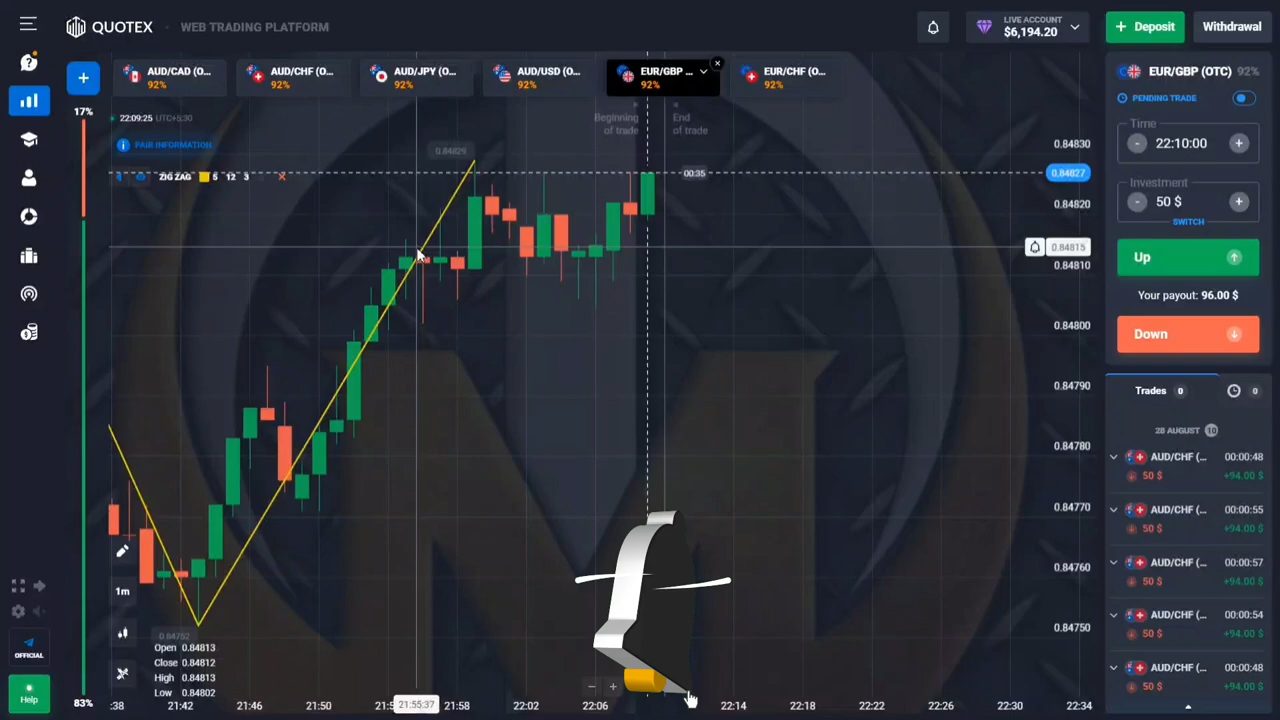 QUOTEX
WEB TRADING PLATFORM
LIVE ACCOUNT
$6,194.20
Deposit
Withdrawal
AUD/CAD (O...
92%
AUD/CHF (O...
92%
AUD/JPY (O...
92%
AUD/USD (O...
92%
EUR/GBP ...
92%
EUR/CHF (O...
92%
17%
22:09:25 UTC+5:30
PAIR INFORMATION
ZIG ZAG 5 12 3
0.84829
Beginning
of trade
End
of trade
00:35
0.84830
0.84827
0.84820
0.84815
0.84810
0.84800
0.84790
0.84780
0.84770
0.84760
0.84750
0.84752
1m
Open 0.84813
Close 0.84812
High 0.84813
Low 0.84802
83%
:38
21:42
21:46
21:50
21:55:37
21:58
22:02
22:06
22:14
22:18
22:22
22:26
22:30
22:34
OFFICIAL
Help
EUR/GBP (OTC) 92%
PENDING TRADE
Time
22:10:00
Investment
50 $
SWITCH
Up
Your payout: 96.00 $
Down
Trades 0
0
28 AUGUST 10
AUD/CHF (... 00:00:48
50 $ +94.00 $
AUD/CHF (... 00:00:55
50 $ +94.00 $
AUD/CHF (... 00:00:57
50 $ +94.00 $
AUD/CHF (... 00:00:54
50 $ +94.00 $
AUD/CHF (... 00:00:48
50 $ +94.00 $